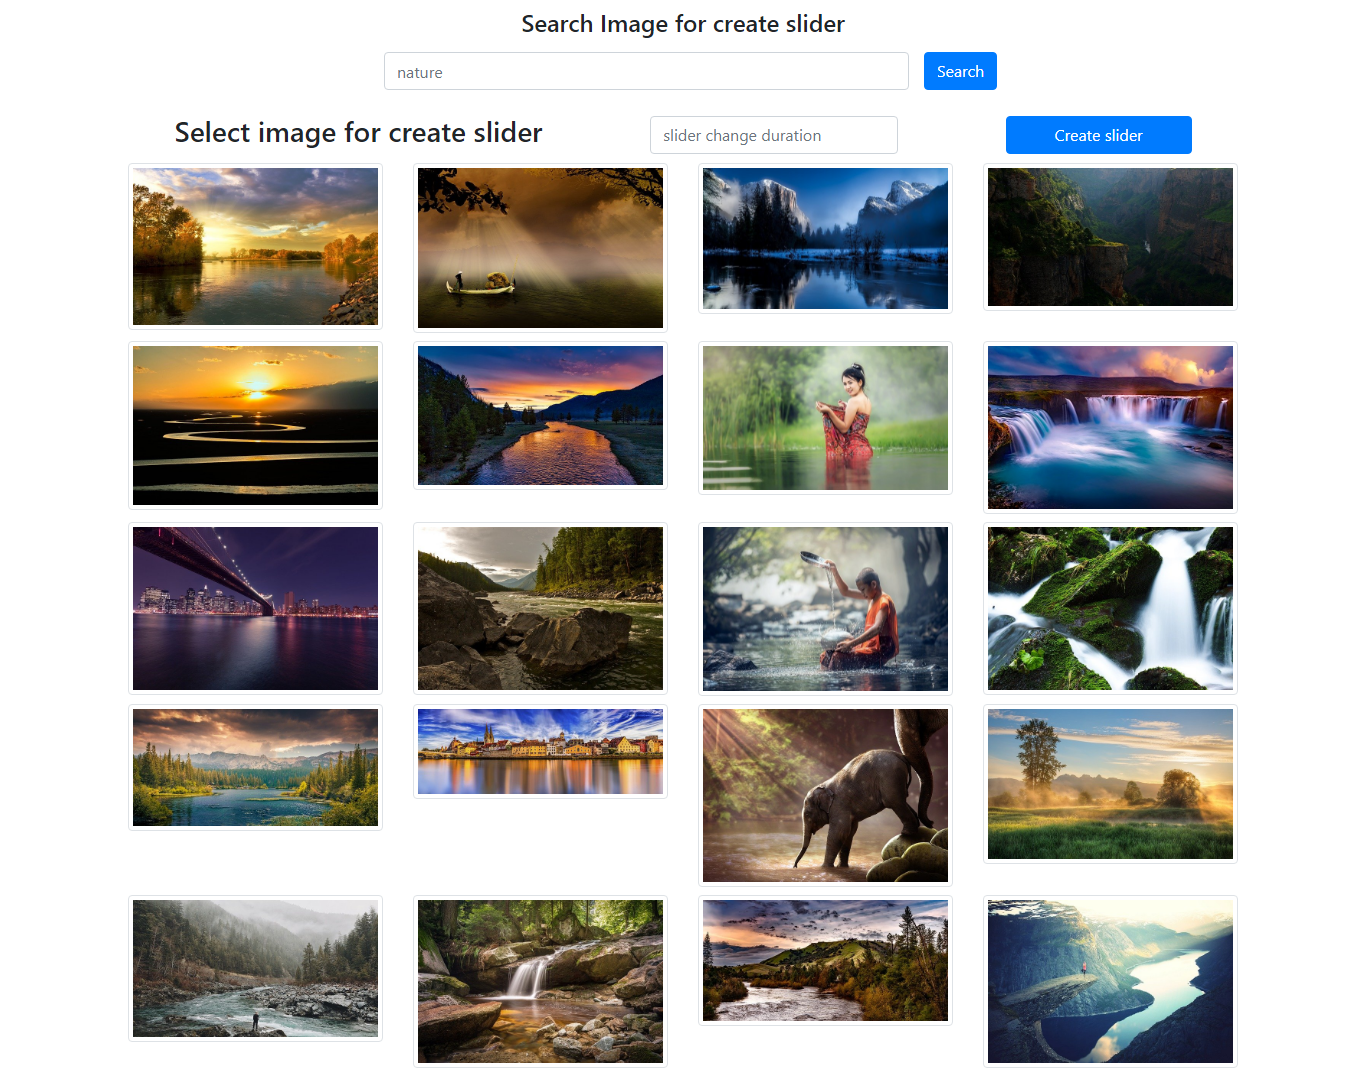 Search Image for create slider
nature
Search
Select image for create slider
slider change duration
Create slider